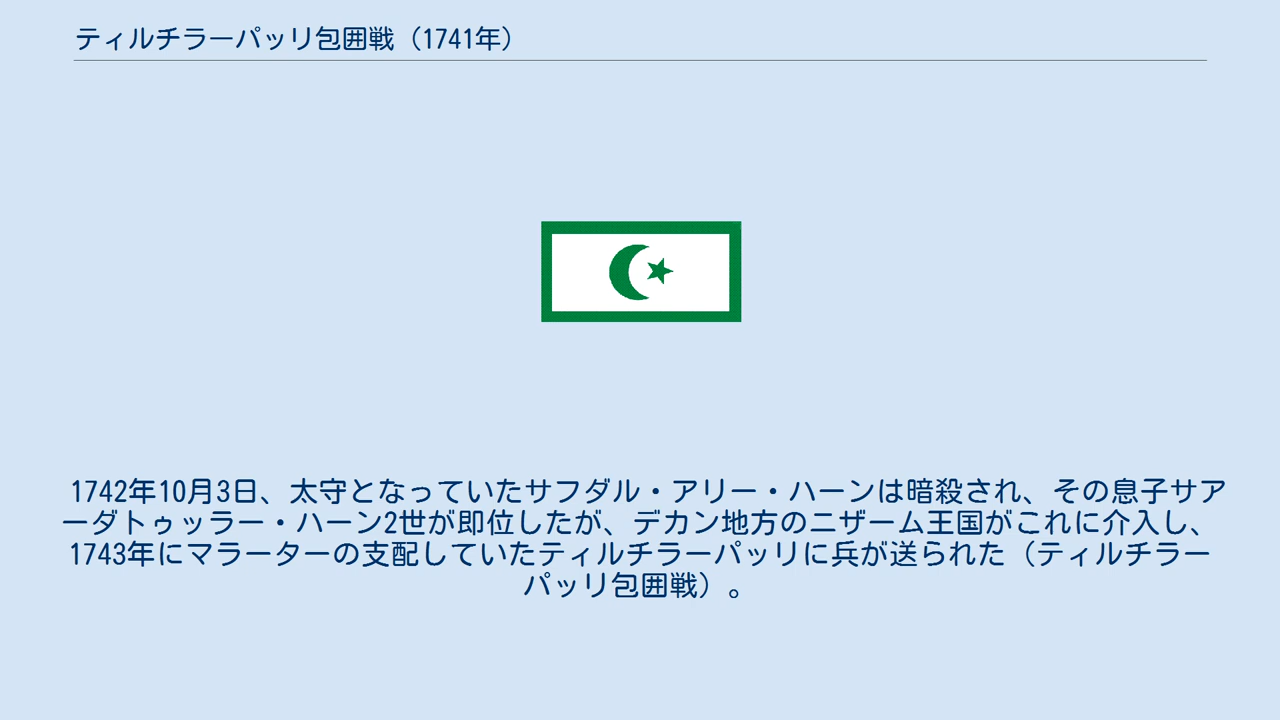 ティルチラーパッリ包囲戦（1741年）
1742年10月3日、太守となっていたサフダル・アリー・ハーンは暗殺され、その息子サア
ーダトゥッラー・ハーン2世が即位したが、デカン地方のニザーム王国がこれに介入し、
1743年にマラーターの支配していたティルチラーパッリに兵が送られた（ティルチラー
パッリ包囲戦）。